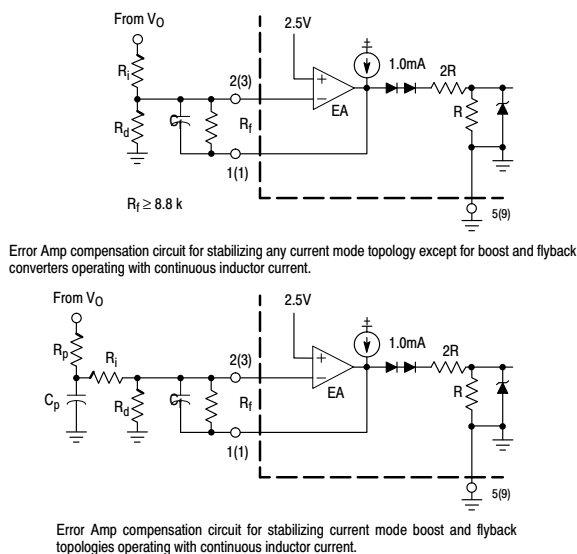 From VO
2.5V
1.0mA
Ri
2(3)
2R
Rd
Cf
Rf
EA
R
1(1)
Rf ≥ 8.8 k
5(9)
Error Amp compensation circuit for stabilizing any current mode topology except for boost and flyback
converters operating with continuous inductor current.
From VO
2.5V
1.0mA
Rp
Ri
2(3)
2R
Cp
Rd
Cf
Rf
EA
R
1(1)
5(9)
Error Amp compensation circuit for stabilizing current mode boost and flyback
topologies operating with continuous inductor current.